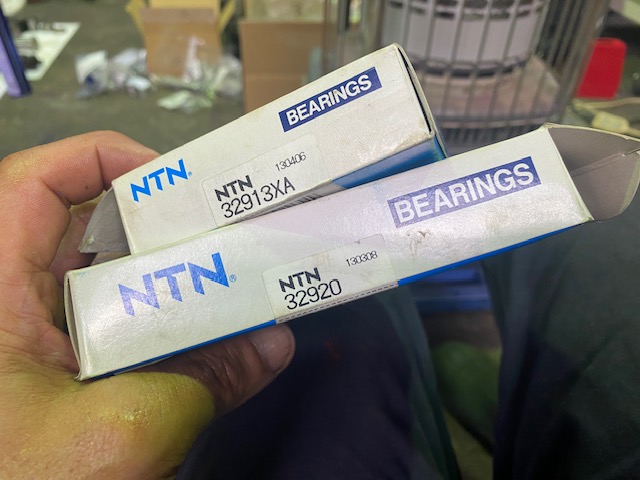 BEARINGS
NTN®
130406
NTN
32913XA
BEARINGS
NTN®
130308
NTN
32920